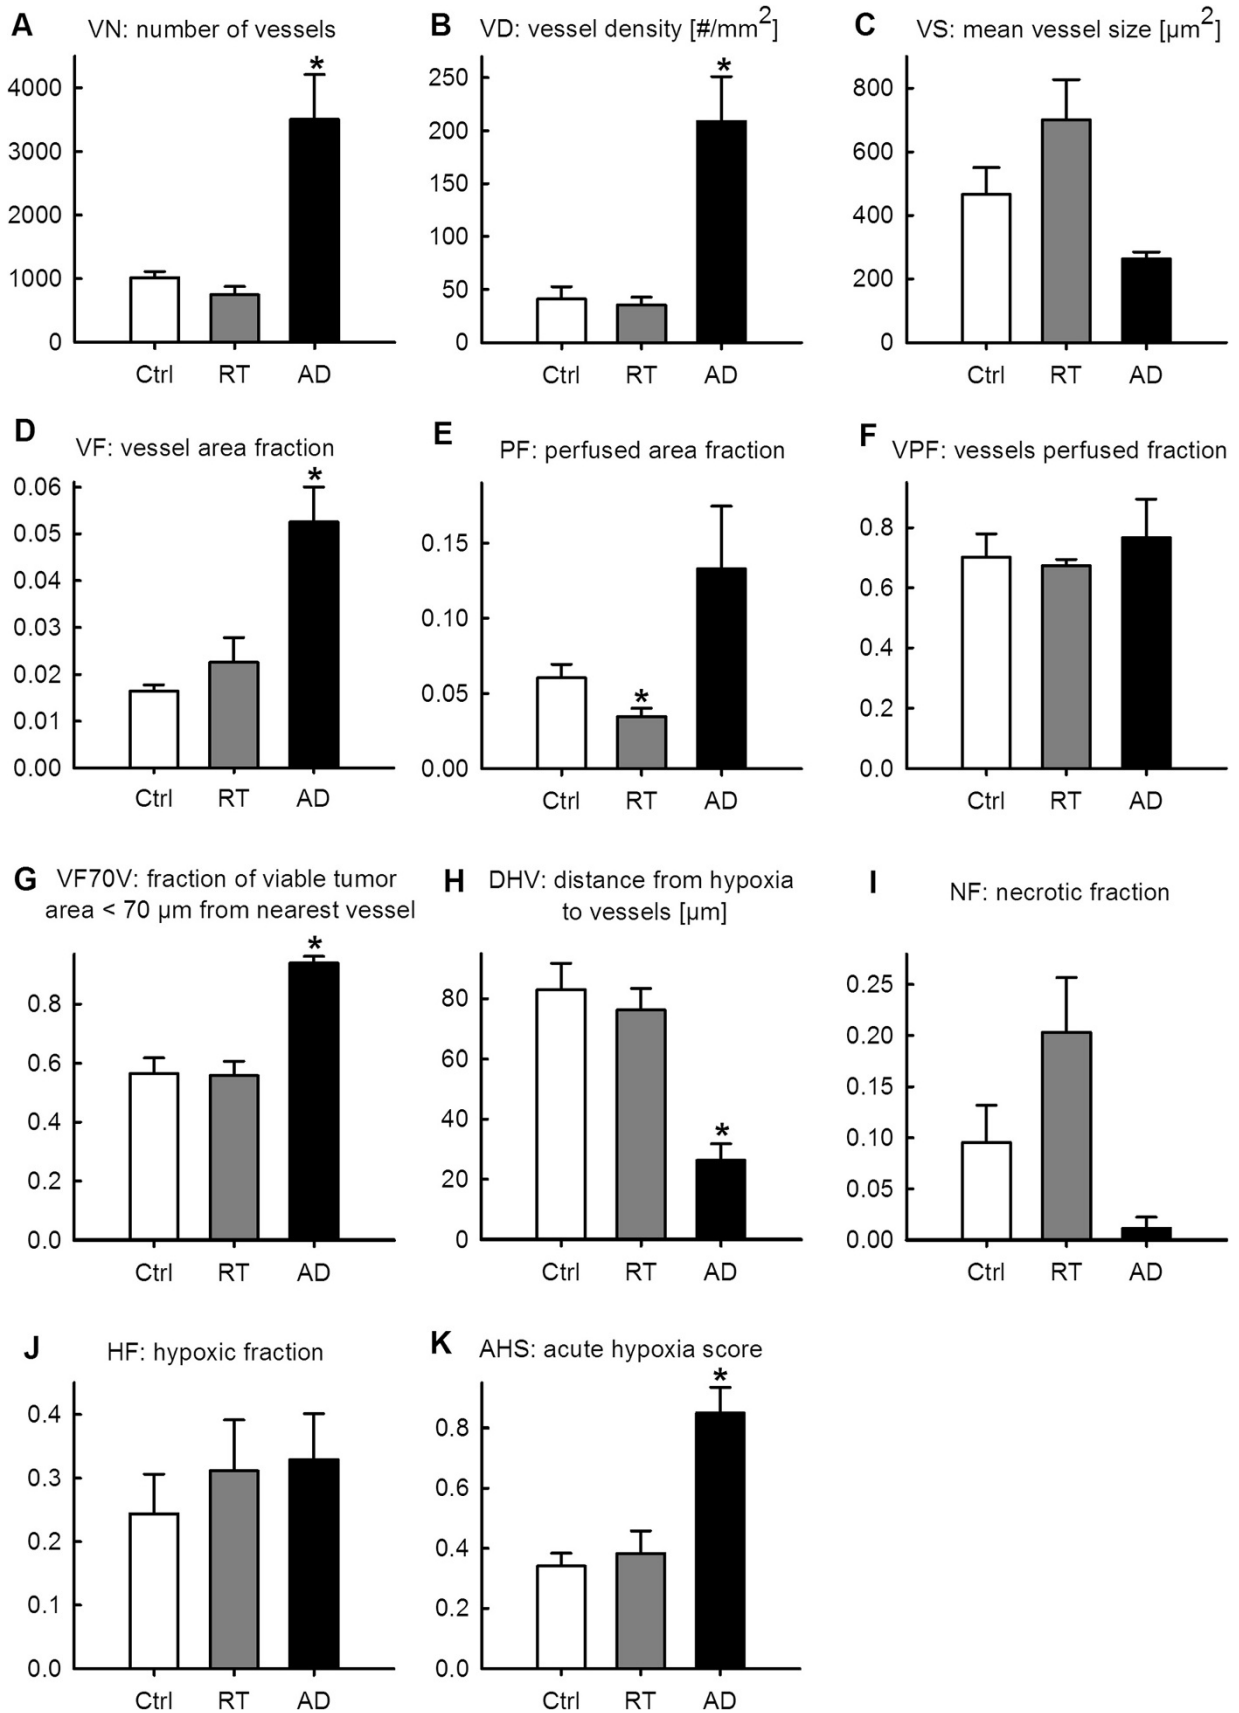 A VN: number of vessels
4000
3000
2000
1000
0
*
Ctrl RT AD
B VD: vessel density [#/mm2]
250
200
150
100
50
0
*
Ctrl RT AD
C VS: mean vessel size [µm2]
800
600
400
200
0
Ctrl RT AD
D VF: vessel area fraction
0.06
0.05
0.04
0.03
0.02
0.01
0.00
*
Ctrl RT AD
E PF: perfused area fraction
0.15
0.10
0.05
0.00
*
Ctrl RT AD
F VPF: vessels perfused fraction
0.8
0.6
0.4
0.2
0.0
Ctrl RT AD
G VF70V: fraction of viable tumor
area < 70 µm from nearest vessel
0.8
0.6
0.4
0.2
0.0
*
Ctrl RT AD
H DHV: distance from hypoxia
to vessels [µm]
80
60
40
20
0
*
Ctrl RT AD
I NF: necrotic fraction
0.25
0.20
0.15
0.10
0.05
0.00
Ctrl RT AD
J HF: hypoxic fraction
0.4
0.3
0.2
0.1
0.0
Ctrl RT AD
K AHS: acute hypoxia score
0.8
0.6
0.4
0.2
0.0
*
Ctrl RT AD